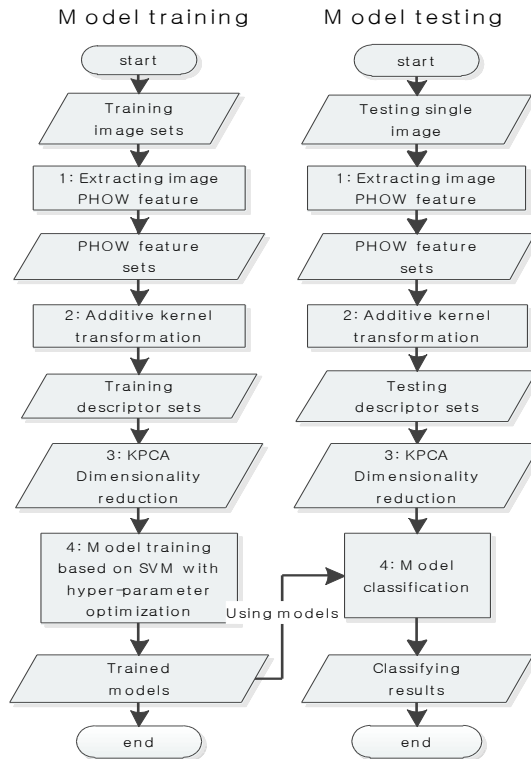 Model training
start
Training
image sets
1: Extracting image
PHOW feature
PHOW feature
sets
2: Additive kernel
transformation
Training
descriptor sets
3: KPCA
Dimensionality
reduction
4: Model training
based on SVM with
hyper-parameter
optimization
Trained
models
end
Using models
Model testing
start
Testing single
image
1: Extracting image
PHOW feature
PHOW feature
sets
2: Additive kernel
transformation
Testing
descriptor sets
3: KPCA
Dimensionality
reduction
4: Model
classification
Classifying
results
end